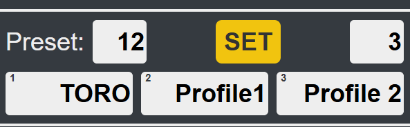 Preset: 12 SET 3
1 TORO 2 Profile1 3 Profile 2